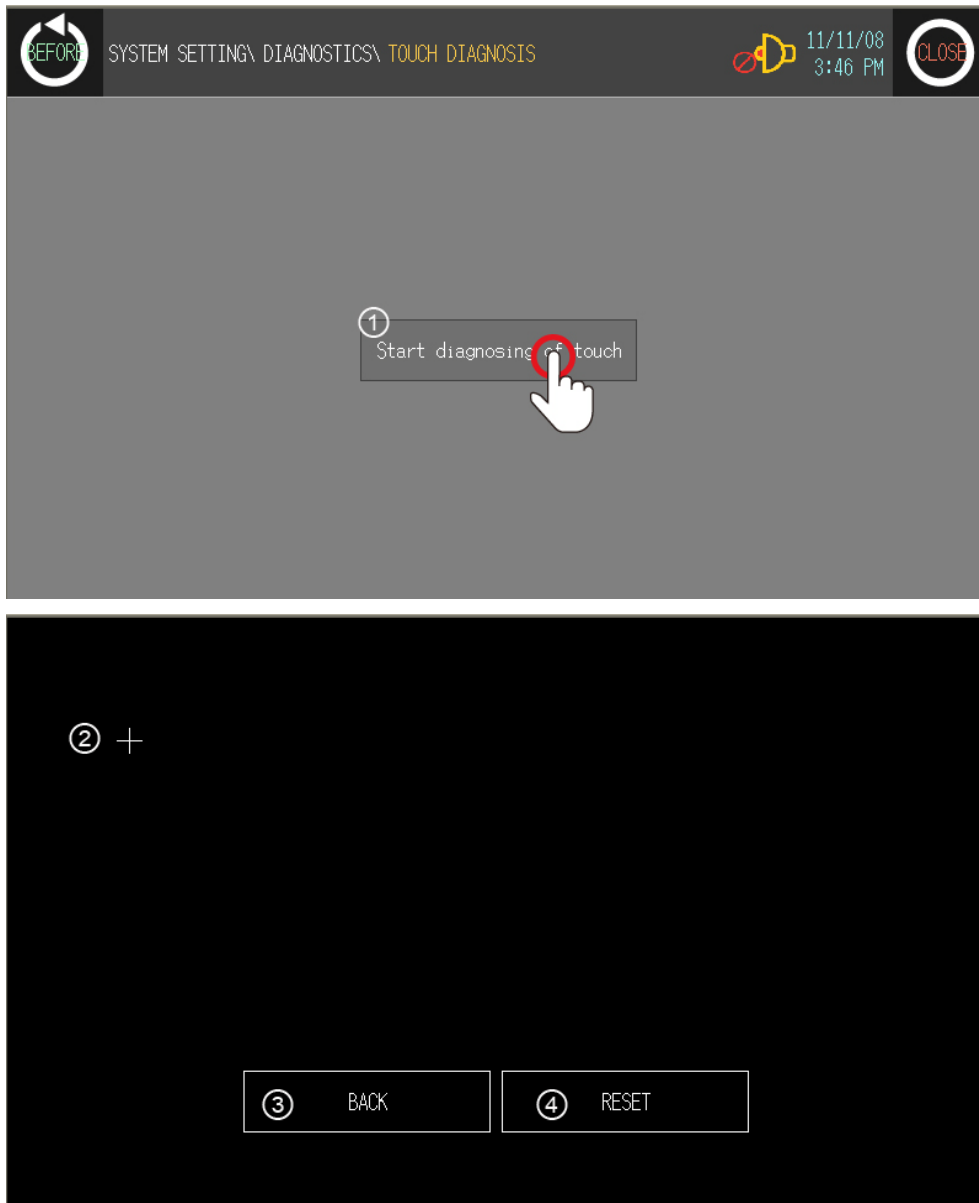 BEFORE SYSTEM SETTING\ DIAGNOSTICS\ TOUCH DIAGNOSIS 11/11/08 CLOSE
3:46 PM
①
Start diagnosing of touch
② +
③ BACK ④ RESET